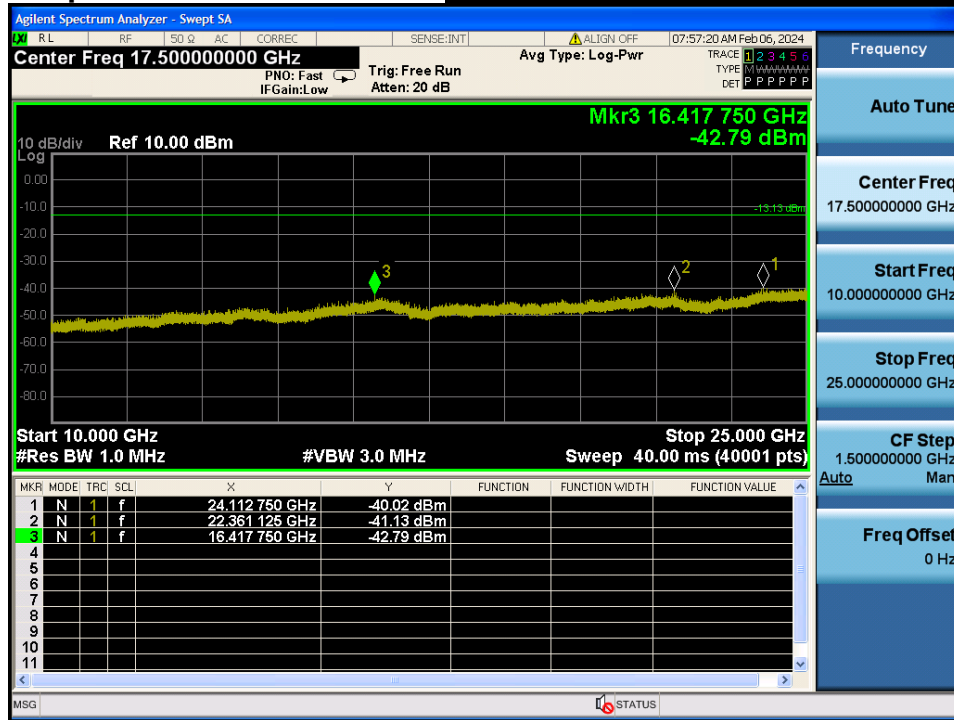 Agilent Spectrum Analyzer - Swept SA
LXI RL RF 50 Ω AC CORREC SENSE:INT ALIGN OFF 07:57:20 AM Feb 06, 2024
Center Freq 17.500000000 GHz
PNO: Fast
IFGain:Low
Trig: Free Run
Atten: 20 dB
Avg Type: Log-Pwr
TRACE 1 2 3 4 5 6
TYPE M
DET P P P P P P
Mkr3 16.417 750 GHz
-42.79 dBm
10 dB/div Ref 10.00 dBm
Log
0.00
-10.0
-13.13 dBm
-20.0
-30.0
3
2
1
-40.0
-50.0
-60.0
-70.0
-80.0
Start 10.000 GHz
Stop 25.000 GHz
#Res BW 1.0 MHz
#VBW 3.0 MHz
Sweep 40.00 ms (40001 pts)
MKR MODE TRC SCL X Y FUNCTION FUNCTION WIDTH FUNCTION VALUE
1 N 1 f 24.112 750 GHz -40.02 dBm
2 N 1 f 22.361 125 GHz -41.13 dBm
3 N 1 f 16.417 750 GHz -42.79 dBm
4
5
6
7
8
9
10
11
MSG
STATUS
Frequency
Auto Tune
Center Freq
17.500000000 GHz
Start Freq
10.000000000 GHz
Stop Freq
25.000000000 GHz
CF Step
1.500000000 GHz
Auto Man
Freq Offset
0 Hz